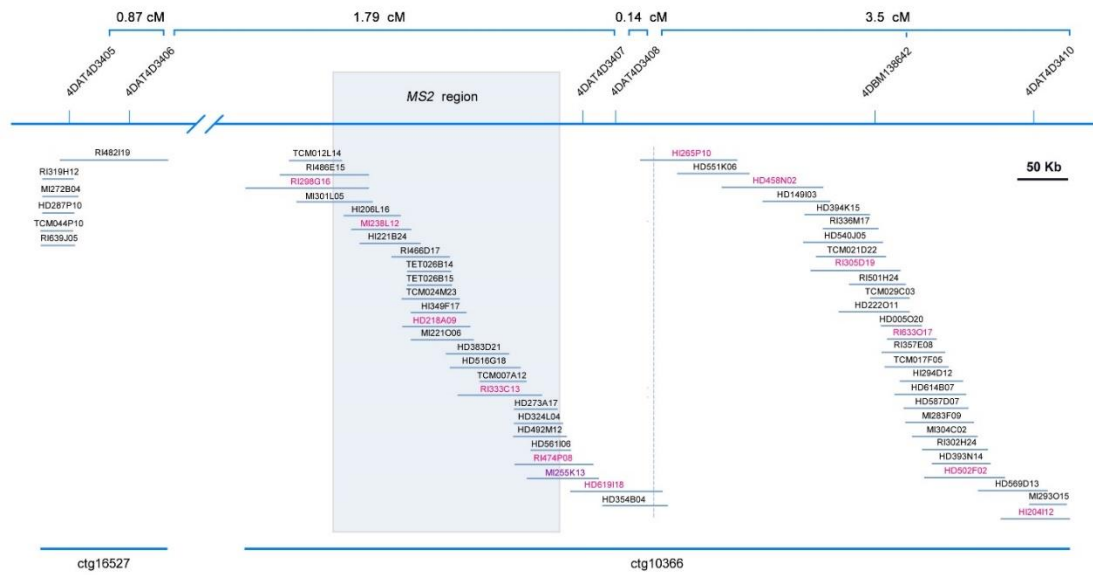 0.87 cM
1.79 cM
0.14 cM
3.5 cM
4DAT4D3405
4DAT4D3406
4DAT4D3407
4DAT4D3408
4DBM138642
4DAT4D3410
MS2 region
50 Kb
RI482I19
RI319H12
MI272B04
HD287P10
TCM044P10
RI639J05
TCM012L14
RI486E15
RI298G16
MI301L05
HI206L16
MI238L12
HI221B24
RI466D17
TET026B14
TET026B15
TCM024M23
HI349F17
HD218A09
MI221O06
HD383D21
HD516G18
TCM007A12
RI333C13
HD273A17
HD324L04
HD492M12
HD561I06
RI474P08
MI255K13
HD619I18
HD354B04
HI265P10
HD551K06
HD458N02
HD149I03
HD394K15
RI336M17
HD540J05
TCM021D22
RI305D19
RI501H24
TCM029C03
HD222O11
HD005O20
RI633O17
RI357E08
TCM017F05
HI294D12
HD614B07
HD587D07
MI283F09
MI304C02
RI302H24
HD393N14
HD502F02
HD569D13
MI293O15
HI204I12
ctg16527
ctg10366